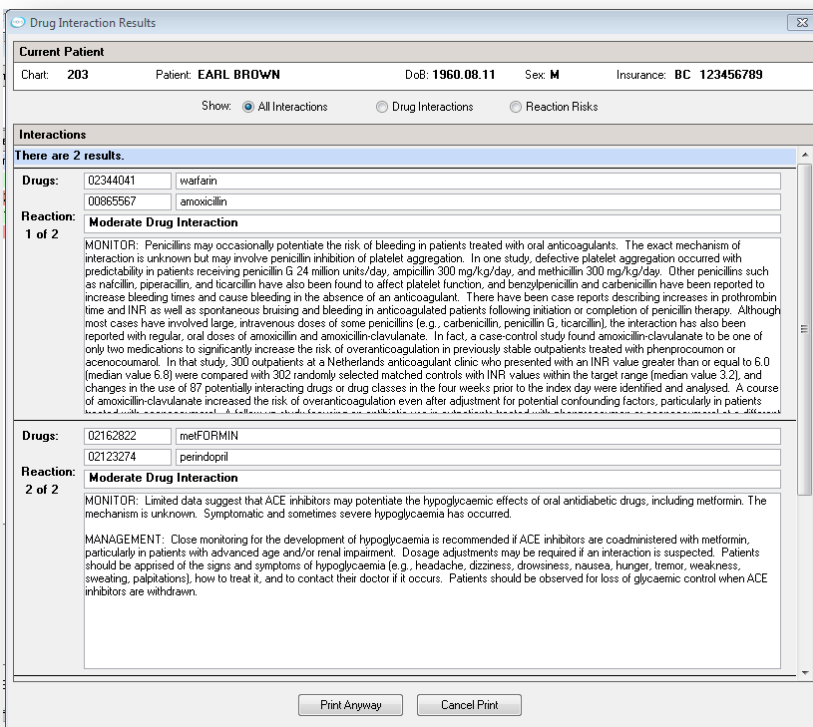 Drug Interaction Results
Current Patient
Chart: 203 Patient: EARL BROWN DoB: 1960.08.11 Sex: M Insurance: BC 123456789
Show: All Interactions Drug Interactions Reaction Risks
Interactions
There are 2 results.
Drugs: 02344041 warfarin
00865567 amoxicillin
Reaction: Moderate Drug Interaction
1 of 2
MONITOR: Penicillins may occasionally potentiate the risk of bleeding in patients treated with oral anticoagulants. The exact mechanism of
interaction is unknown but may involve penicillin inhibition of platelet aggregation. In one study, defective platelet aggregation occurred with
predictability in patients receiving penicillin G 24 million units/day, ampicillin 300 mg/kg/day, and methicillin 300 mg/kg/day. Other penicillins such
as nafcillin, piperacillin, and ticarcillin have also been found to affect platelet function, and benzylpenicillin and carbenicillin have been reported to
increase bleeding times and cause bleeding in the absence of an anticoagulant. There have been case reports describing increases in prothrombin
time and INR as well as spontaneous bruising and bleeding in anticoagulated patients following initiation or completion of penicillin therapy. Although
most cases have involved large, intravenous doses of some penicillins (e.g., carbenicillin, penicillin G, ticarcillin), the interaction has also been
reported with regular, oral doses of amoxicillin and amoxicillin-clavulanate. In fact, a case-control study found amoxicillin-clavulanate to be one of
only two medications to significantly increase the risk of overanticoagulation in previously stable outpatients treated with phenprocoumon or
acenocoumarol. In that study, 300 outpatients at a Netherlands anticoagulant clinic who presented with an INR value greater than or equal to 6.0
(median value 6.8) were compared with 302 randomly selected matched controls with INR values within the target range (median value 3.2), and
changes in the use of 87 potentially interacting drugs or drug classes in the four weeks prior to the index day were identified and analysed. A course
of amoxicillin-clavulanate increased the risk of overanticoagulation even after adjustment for potential confounding factors, particularly in patients
Drugs: 02162822 metFORMIN
02123274 perindopril
Reaction: Moderate Drug Interaction
2 of 2
MONITOR: Limited data suggest that ACE inhibitors may potentiate the hypoglycaemic effects of oral antidiabetic drugs, including metformin. The
mechanism is unknown. Symptomatic and sometimes severe hypoglycaemia has occurred.
MANAGEMENT: Close monitoring for the development of hypoglycaemia is recommended if ACE inhibitors are coadministered with metformin,
particularly in patients with advanced age and/or renal impairment. Dosage adjustments may be required if an interaction is suspected. Patients
should be apprised of the signs and symptoms of hypoglycaemia (e.g., headache, dizziness, drowsiness, nausea, hunger, tremor, weakness,
sweating, palpitations), how to treat it, and to contact their doctor if it occurs. Patients should be observed for loss of glycaemic control when ACE
inhibitors are withdrawn.
Print Anyway Cancel Print